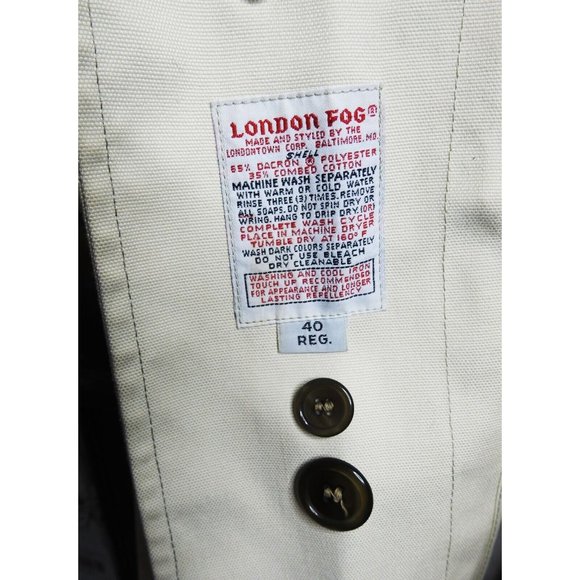 LONDON FOG®
MADE AND STYLED BY THE
LONDONTOWN CORP. BALTIMORE, MD.
SHELL
65% DACRON ® POLYESTER
35% COMBED COTTON
MACHINE WASH SEPARATELY
WITH WARM OR COLD WATER
RINSE THREE (3) TIMES. REMOVE
ALL SOAPS. DO NOT SPIN DRY OR
WRING. HANG TO DRIP DRY. (OR)
COMPLETE WASH CYCLE
PLACE IN MACHINE DRYER
TUMBLE DRY AT 160° F
WASH DARK COLORS SEPARATELY
DO NOT USE BLEACH
DRY CLEANABLE
WASHING AND COOL IRON
TOUCH UP RECOMMENDED
FOR APPEARANCE AND LONGER
LASTING REPELLENCY
40
REG.